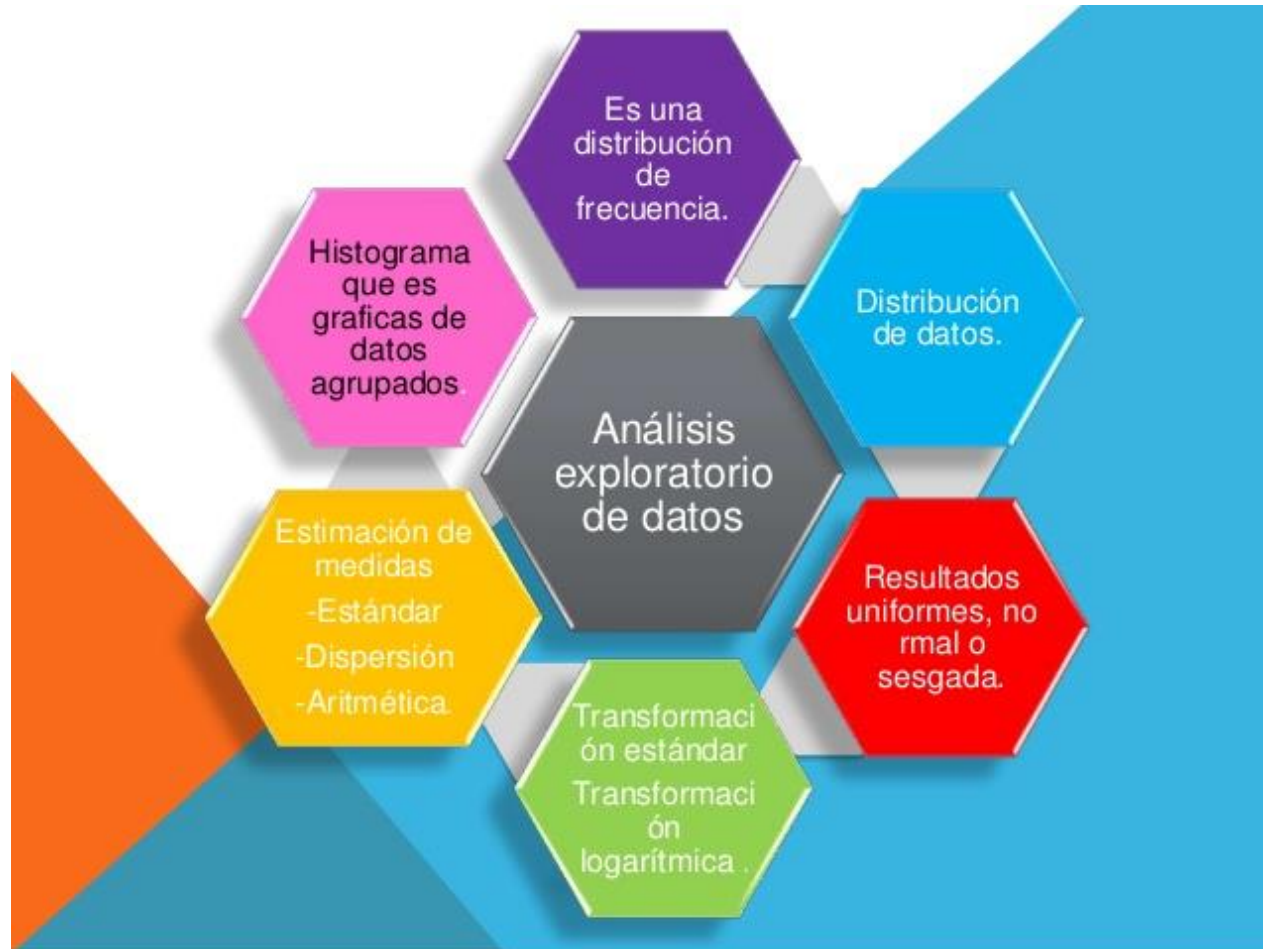 Es una
distribución
de
frecuencia.
Distribución
de datos.
Resultados
uniformes, no
rmal o
sesgada.
Transformaci
ón estándar
Transformaci
ón
logarítmica .
Estimación de
medidas
-Estándar
-Dispersión
-Aritmética.
Histograma
que es
graficas de
datos
agrupados.
Análisis
exploratorio
de datos